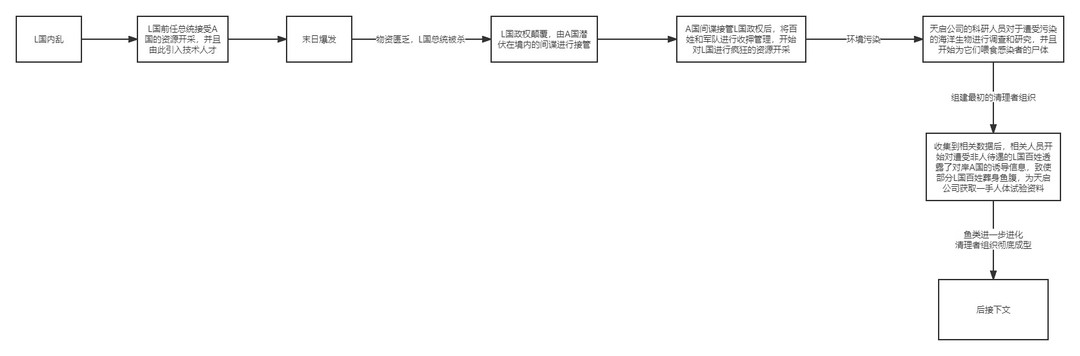 L国内乱
L国前任总统接受A
国的资源开采，并且
由此引入技术人才
末日爆发
物资匮乏，L国总统被杀
L国政权颠覆，由A国潜
伏在境内的间谍进行接管
A国间谍接管L国政权后，将百
姓和军队进行收押管理，开始
对L国进行疯狂的资源开采
环境污染
天启公司的科研人员对于遭受污染
的海洋生物进行调查和研究，并且
开始为它们喂食感染者的尸体
组建最初的清理者组织
收集到相关数据后，相关人员开
始对遭受非人待遇的L国百姓透
露了对岸A国的诱导信息，致使
部分L国百姓葬身鱼腹，为天启
公司获取一手人体试验资料
鱼类进一步进化
清理者组织彻底成型
后接下文